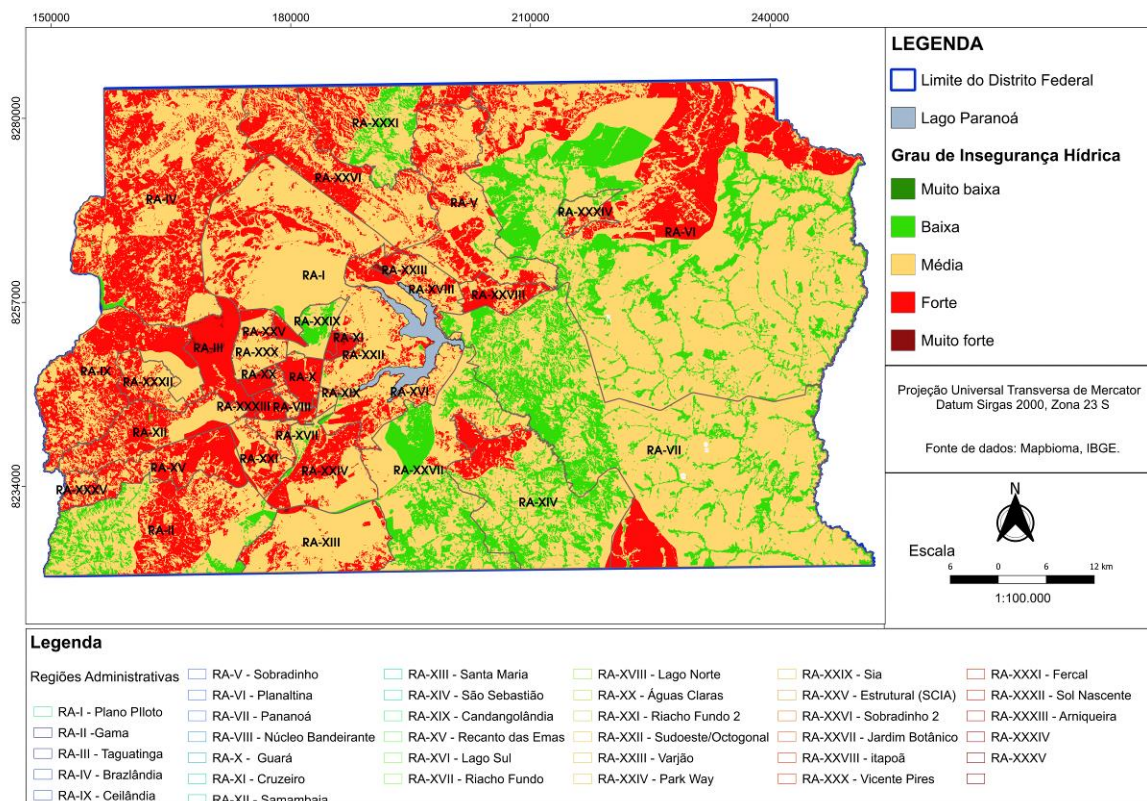 150000 180000 210000 240000
8280000
8257000
8234000
RA-XXXI
RA-XXVI
RA-IV
RA-V
RA-XXXIV
RA-VI
RA-I
RA-XXIII
RA-XVIII
RA-XXVIII
RA-XXIX
RA-XXV
RA-XI
RA-III
RA-XXX
RA-XXII
RA-IX
RA-XXXII
RA-XX
RA-X
RA-XIX
RA-XVI
RA-XXXIII
RA-VIII
RA-XII
RA-XVII
RA-VII
RA-XV
RA-XXI
RA-XXIV
RA-XXVII
RA-XXXV
RA-XIV
RA-II
RA-XIII
LEGENDA
Limite do Distrito Federal
Lago Paranoá
Grau de Insegurança Hídrica
Muito baixa
Baixa
Média
Forte
Muito forte
Projeção Universal Transversa de Mercator
Datum Sirgas 2000, Zona 23 S
Fonte de dados: Mapbioma, IBGE.
N
Escala
6 0 6 12 km
1:100.000
Legenda
Regiões Administrativas
RA-I - Plano PIloto
RA-II -Gama
RA-III - Taguatinga
RA-IV - Brazlândia
RA-IX - Ceilândia
RA-V - Sobradinho
RA-VI - Planaltina
RA-VII - Pananoá
RA-VIII - Núcleo Bandeirante
RA-X - Guará
RA-XI - Cruzeiro
RA-XII - Samambaia
RA-XIII - Santa Maria
RA-XIV - São Sebastião
RA-XIX - Candangolândia
RA-XV - Recanto das Emas
RA-XVI - Lago Sul
RA-XVII - Riacho Fundo
RA-XVIII - Lago Norte
RA-XX - Águas Claras
RA-XXI - Riacho Fundo 2
RA-XXII - Sudoeste/Octogonal
RA-XXIII - Varjão
RA-XXIV - Park Way
RA-XXIX - Sia
RA-XXV - Estrutural (SCIA)
RA-XXVI - Sobradinho 2
RA-XXVII - Jardim Botânico
RA-XXVIII - itapoã
RA-XXX - Vicente Pires
RA-XXXI - Fercal
RA-XXXII - Sol Nascente
RA-XXXIII - Arniqueira
RA-XXXIV
RA-XXXV